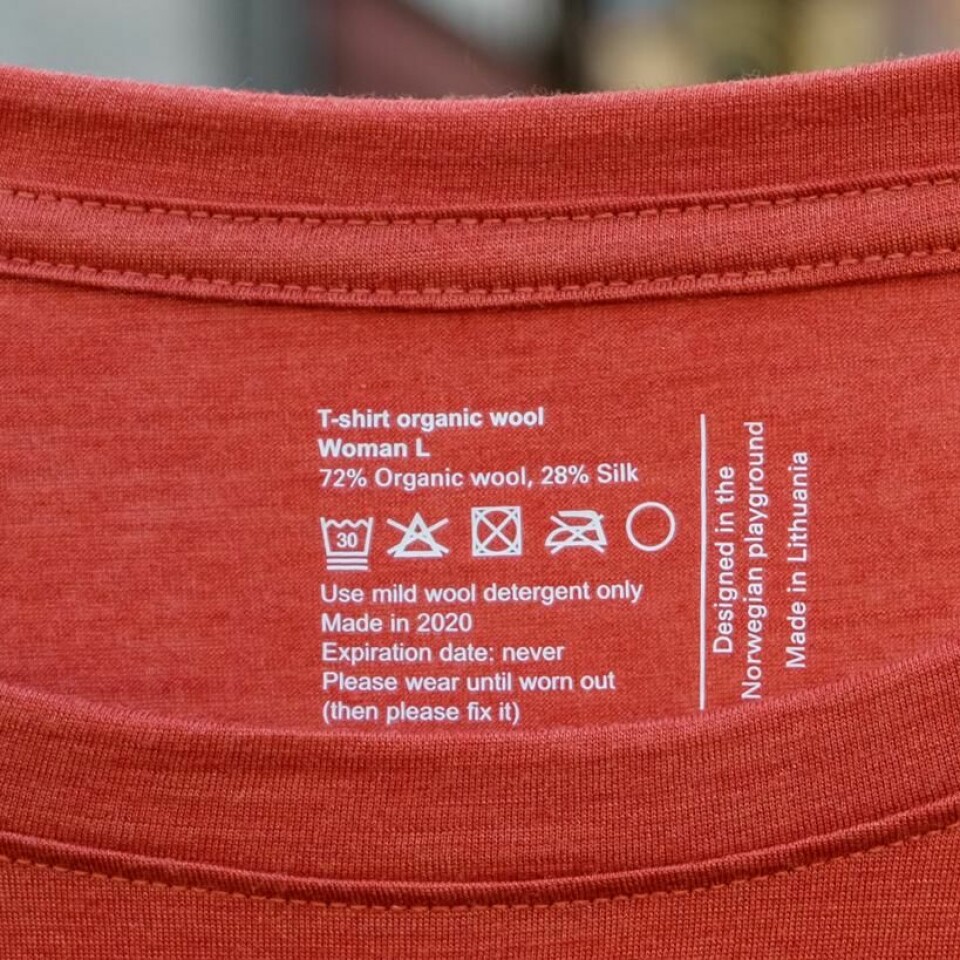 T-shirt organic wool
Woman L
72% Organic wool, 28% Silk
30
Use mild wool detergent only
Made in 2020
Expiration date: never
Please wear until worn out
(then please fix it)
Designed in the
Norwegian playground
Made in Lithuania